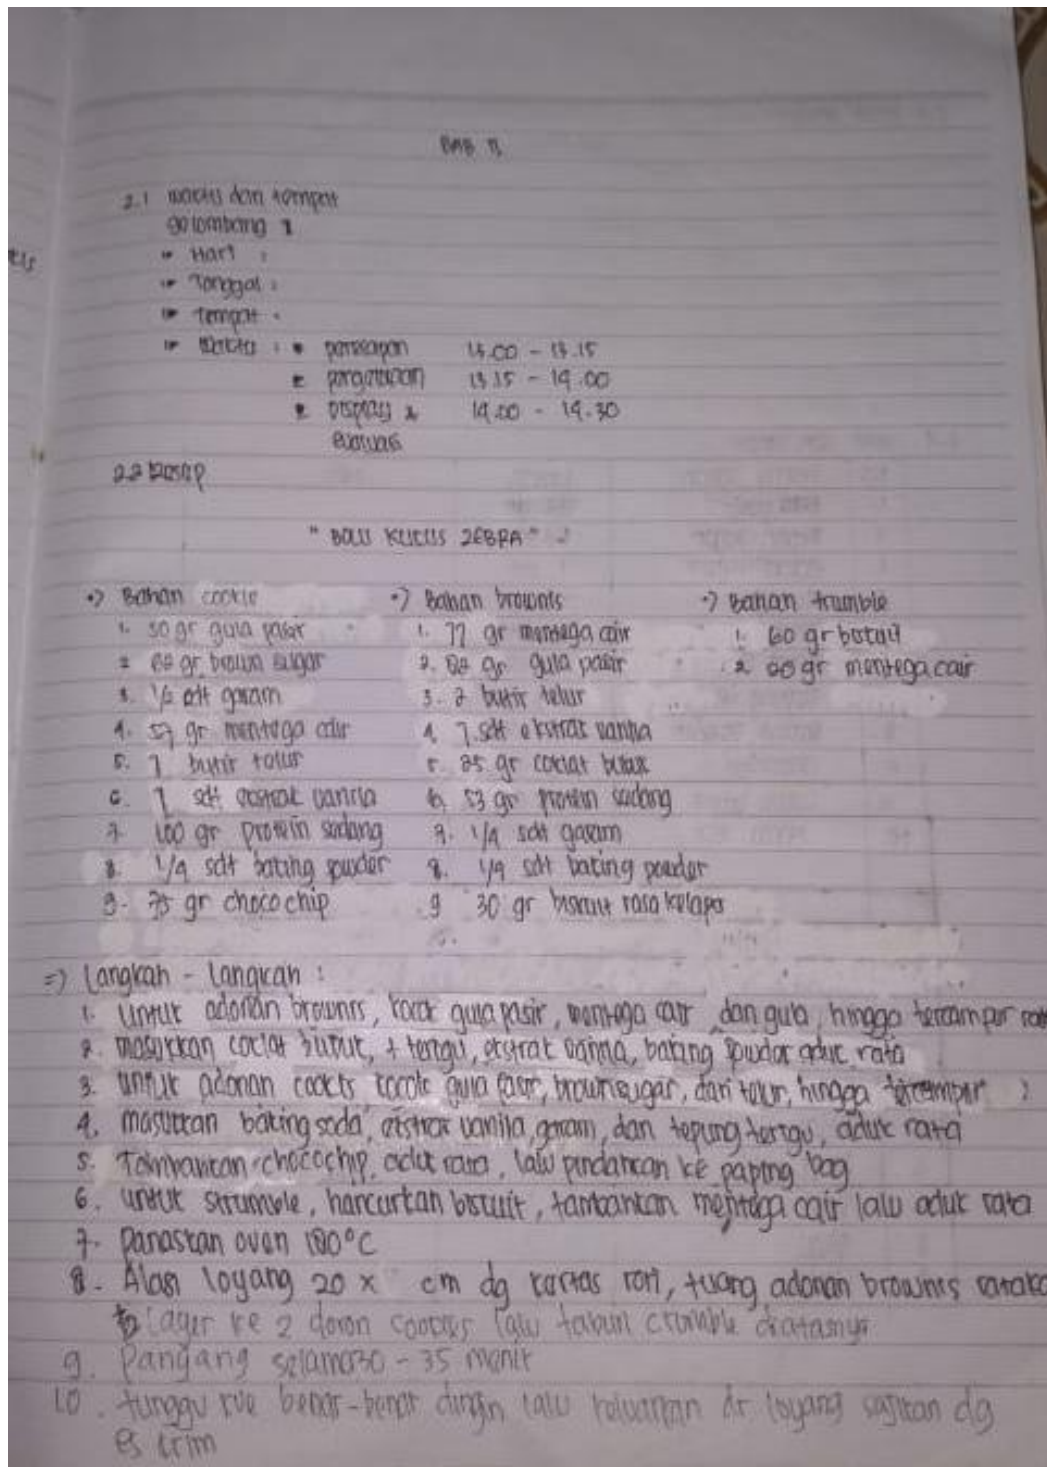 BAB II
2.1 waktu dan tempat
gelombang 1
Hari :
Tanggal :
tempat :
waktu : persiapan 13.00 - 13.15
pengolahan 13.15 - 14.00
Display & 14.00 - 14.30
evaluasi
2.2 Resep
" BOLU KUKUS ZEBRA "
•) Bahan cookie •) Bahan brownis •) Bahan trumble
1. 50 gr gula pasir 1. 77 gr mentega cair 1. 60 gr
2. gr brown sugar 2. 88 gr gula pasir 2. gr mentega cair
3. 1/2 sdt garam 3. 2 butir telur
4. 57 gr mentega cair 4. 1 sdt ekstrak vanila
5. 1 butir telur 5. 25 gr coklat bubuk
6. 1 sdt ekstrak vanila 6. 53 gr protein sedang
7. 100 gr protein sedang 7. 1/4 sdt garam
8. 1/4 sdt baking powder 8. 1/4 sdt baking powder
9. 75 gr chocochip 9 30 gr biskuit rasa kelapa
=) Langkah - Langkah :
1. Untuk adonan brownis, kocok gula pasir, mentega cair dan gula, hingga tercampur rata
2. masukkan coklat bubuk, + terigu, ekstrak vanila, baking powder aduk rata
3. untuk adonan cookis kocok gula pasir, brown sugar, dan telur, hingga tercampur
4. masukkan baking soda, ekstrak vanila, garam, dan tepung terigu, aduk rata
5. Tambahkan chocochip, aduk rata, lalu pindahkan ke paping bag
6. untuk strumble, hancurkan biscuit, tambahkan mentega cair lalu aduk rata
7. panaskan oven 180°C
8. Alasi loyang 20 x cm dg kertas roti, tuang adonan brownis
layer ke 2 cookies lalu taburi crumble diatasnya
9. Pangang selama 30 - 35 menit
10. tunggu kue benar-benar dingin lalu keluarkan dr loyang sajikan dg
es krim